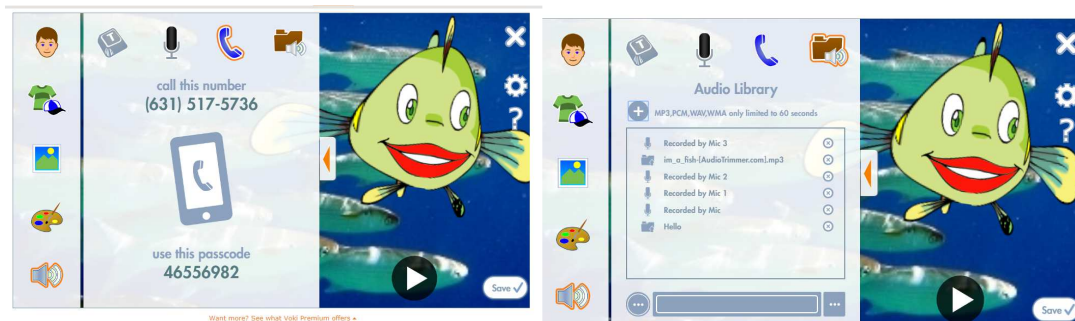 T
call this number
(631) 517-5736
use this passcode
46556982
?
Save ✓
Want more? See what Voki Premium offers
T
Audio Library
MP3,PCM,WAV,WMA only limited to 60 seconds
Recorded by Mic 3
im_a_fish-[AudioTrimmer.com].mp3
Recorded by Mic 2
Recorded by Mic 1
Recorded by Mic
Hello
?
Save ✓